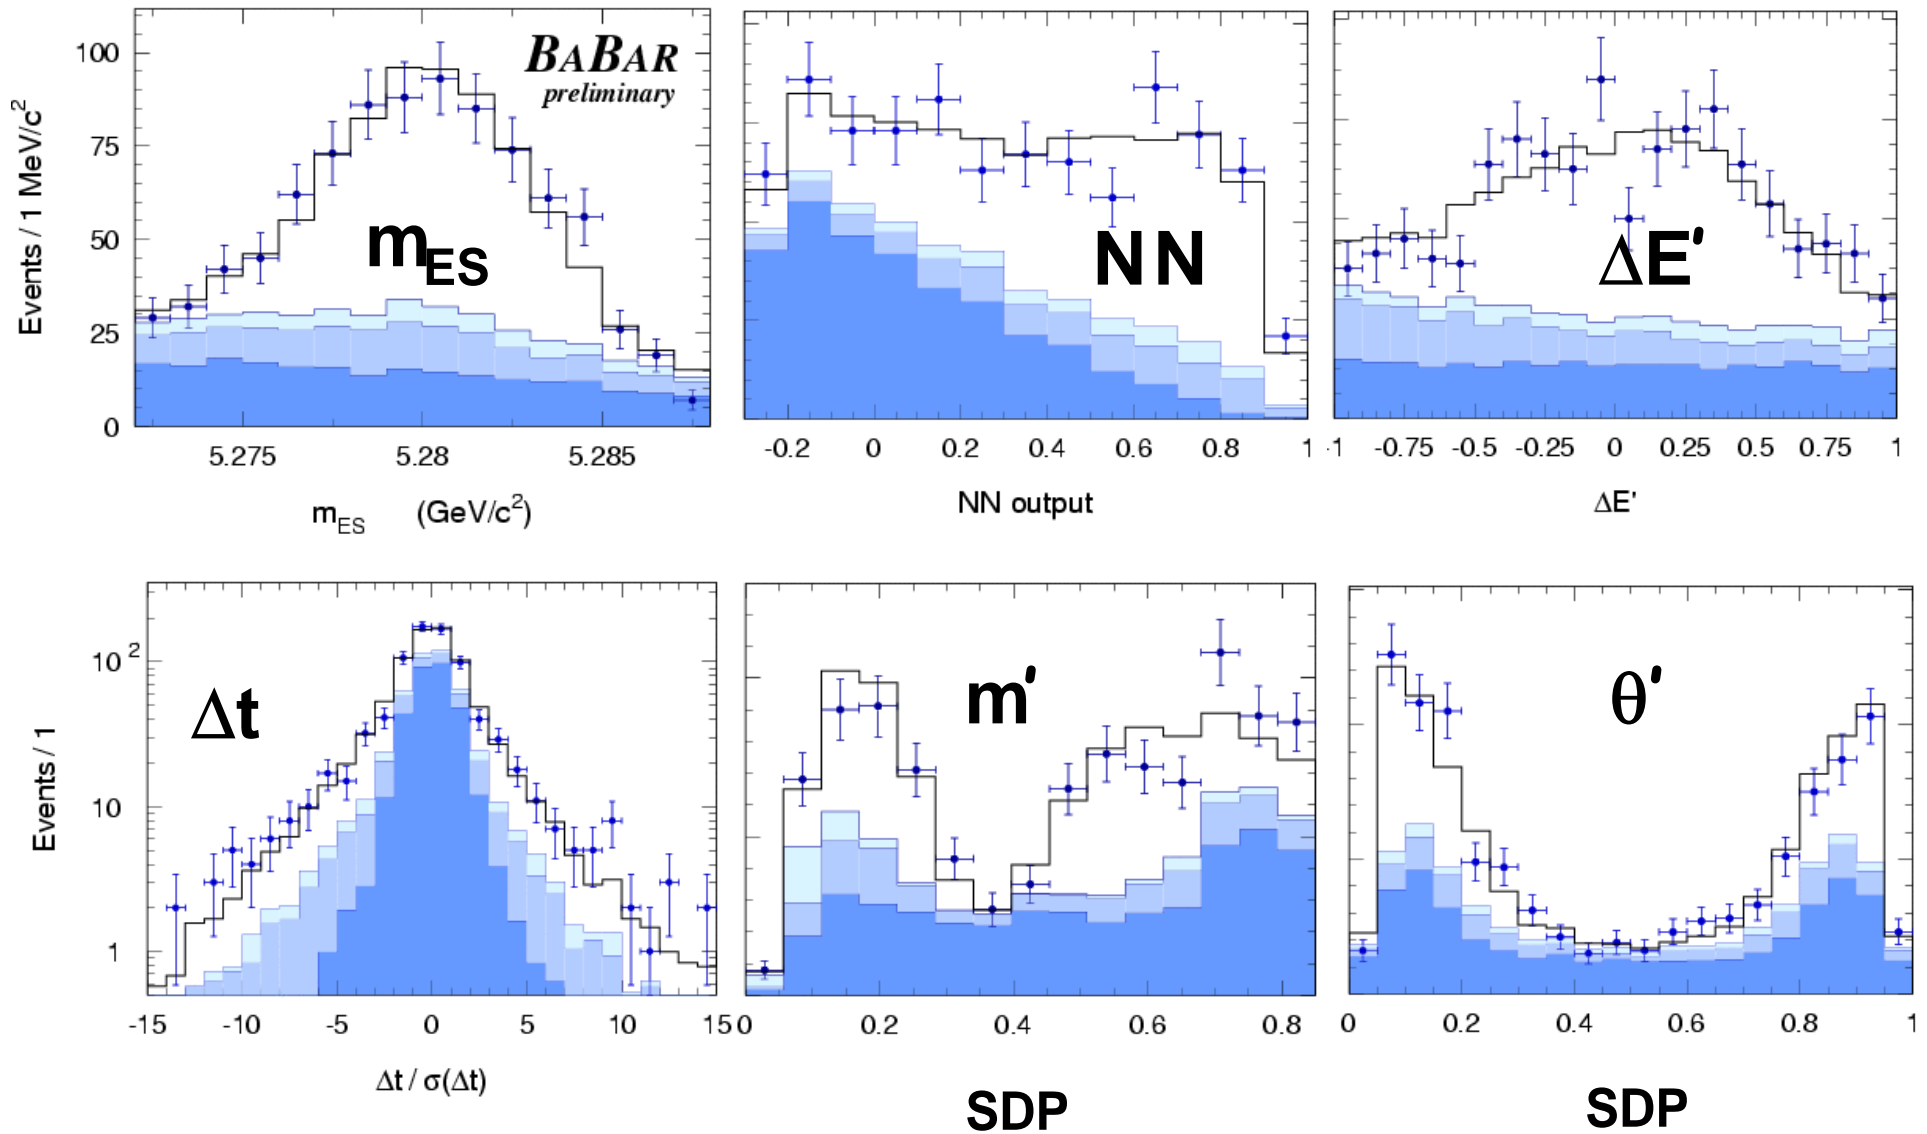 BABAR
preliminary
Events / 1 MeV/c²
100
75
50
25
0
m_ES
5.275 5.28 5.285
m_ES (GeV/c²)
NN
-0.2 0 0.2 0.4 0.6 0.8 1
NN output
ΔE'
-1 -0.75 -0.5 -0.25 0 0.25 0.5 0.75 1
ΔE'
Events / 1
10²
10
1
Δt
-15 -10 -5 0 5 10 15
Δt / σ(Δt)
m'
0 0.2 0.4 0.6 0.8
SDP
θ'
0 0.2 0.4 0.6 0.8 1
SDP